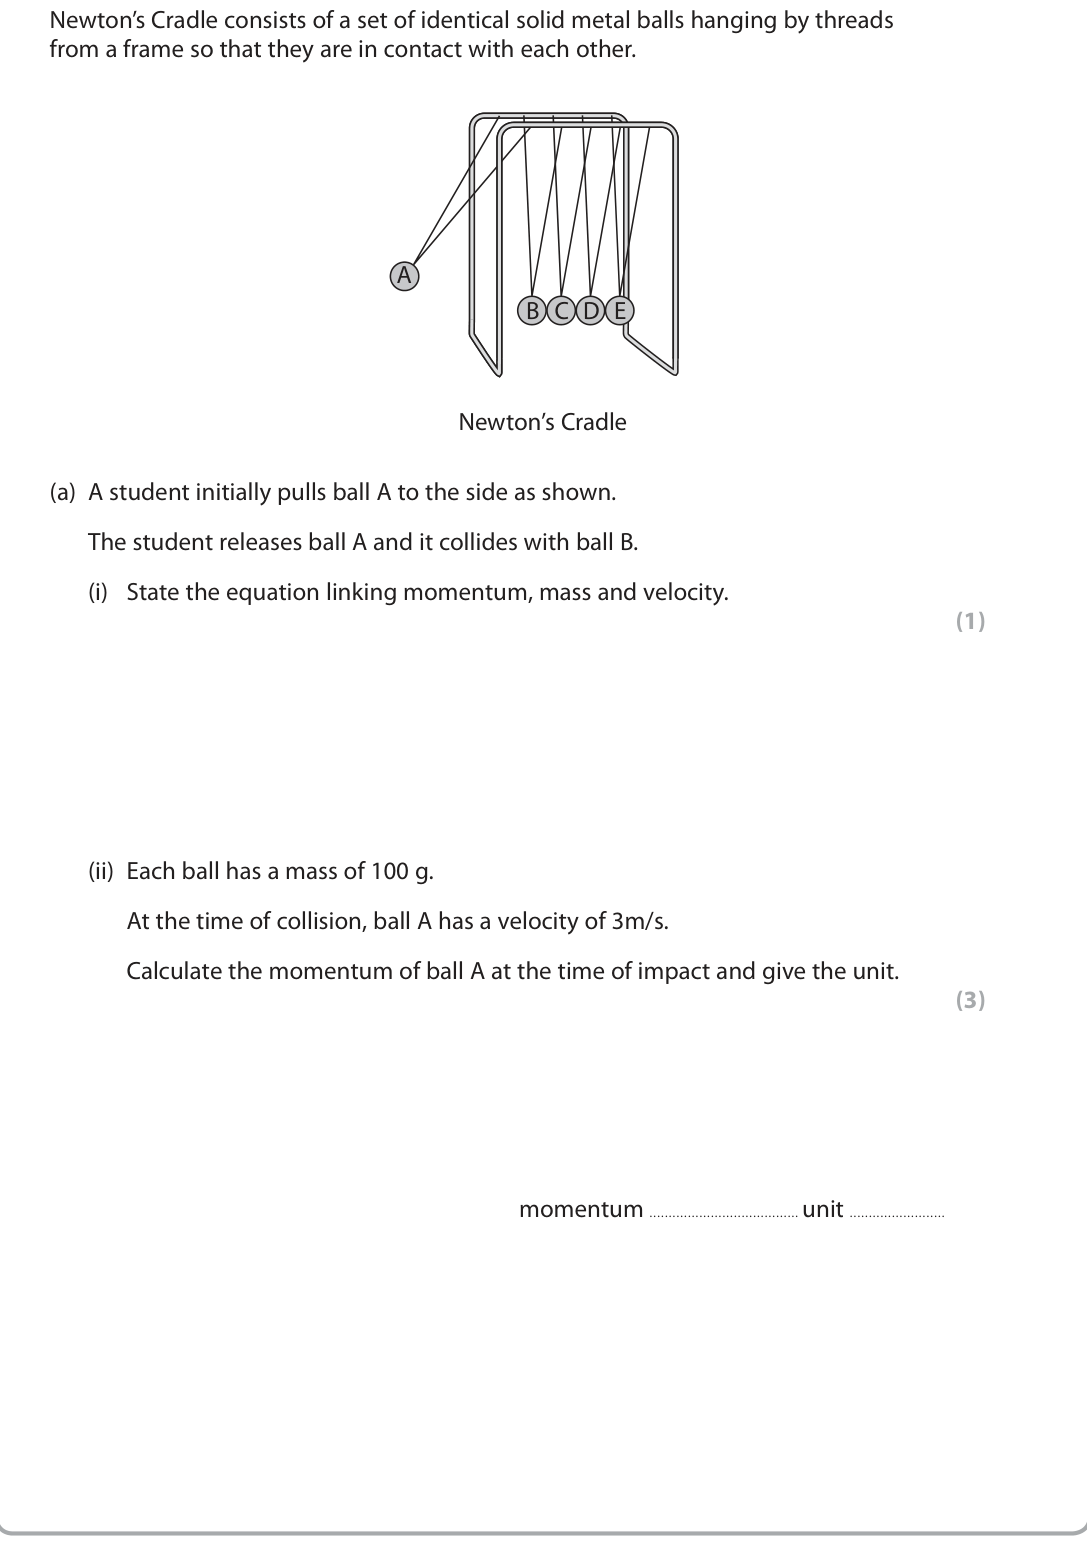 Newton's Cradle consists of a set of identical solid metal balls hanging by threads
from a frame so that they are in contact with each other.
A
B C D E
Newton's Cradle
(a) A student initially pulls ball A to the side as shown.
The student releases ball A and it collides with ball B.
(i) State the equation linking momentum, mass and velocity.
(1)
(ii) Each ball has a mass of 100 g.
At the time of collision, ball A has a velocity of 3m/s.
Calculate the momentum of ball A at the time of impact and give the unit.
(3)
momentum ...................................... unit ........................